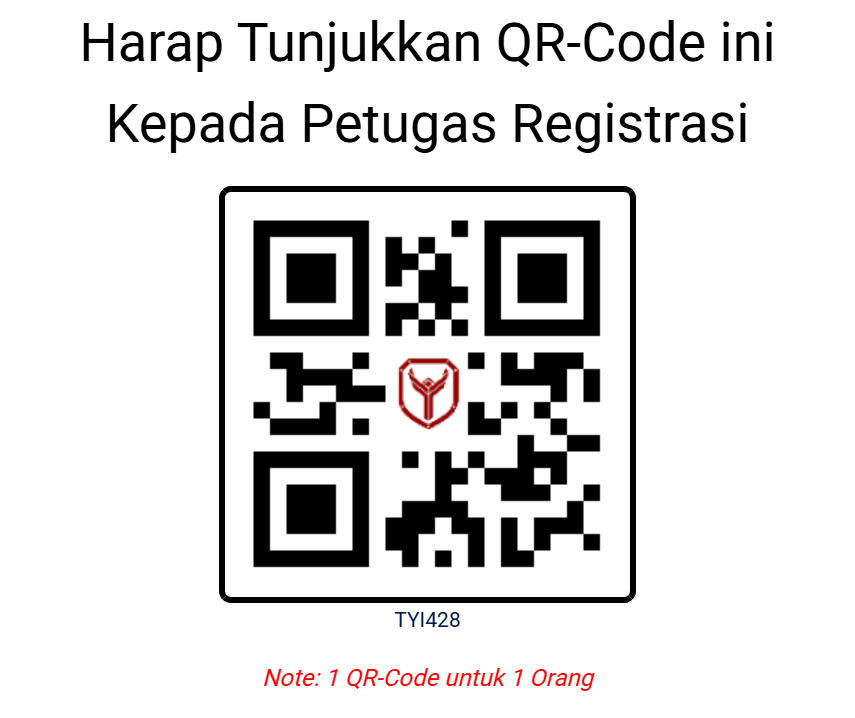 Harap Tunjukkan QR-Code ini
Kepada Petugas Registrasi
TYI428
Note: 1 QR-Code untuk 1 Orang